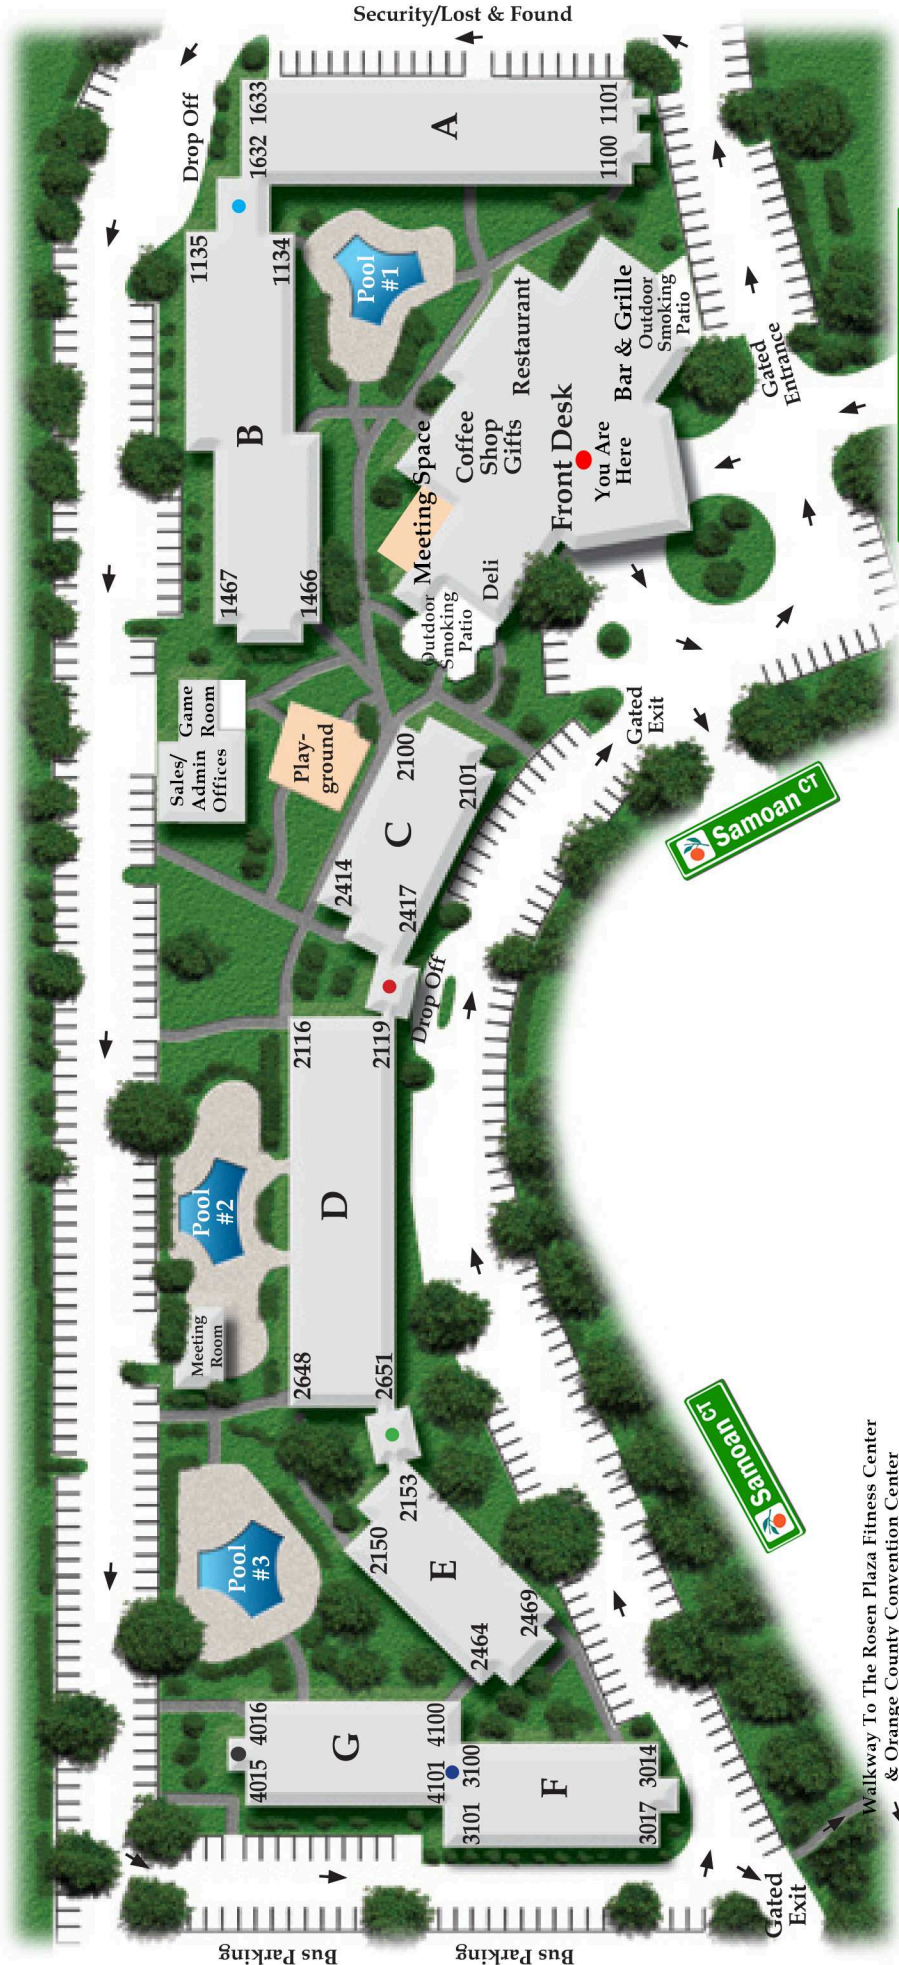 Security/Lost & Found
Drop Off
1632 1633
A
1100 1101
1135
1134
B
1467
1466
Pool
#1
Restaurant
Bar & Grille
Outdoor
Smoking
Patio
Gated
Entrance
Coffee
Shop
Gifts
Meeting Space
Front Desk
You Are
Here
Deli
Outdoor
Smoking
Patio
Gated
Exit
Game
Room
Sales/
Admin
Offices
Play-
ground
2100
2101
C
2414
2417
Samoan CT
Drop Off
2116
2119
D
2648
2651
Pool
#2
Meeting
Room
Pool
#3
2153
2150
E
2464
2469
Samoan CT
4016
4015
G
4100
4101
3100
3101
F
3014
3017
Walkway To The Rosen Plaza Fitness Center
& Orange County Convention Center
Gated
Exit
Bus Parking
Bus Parking